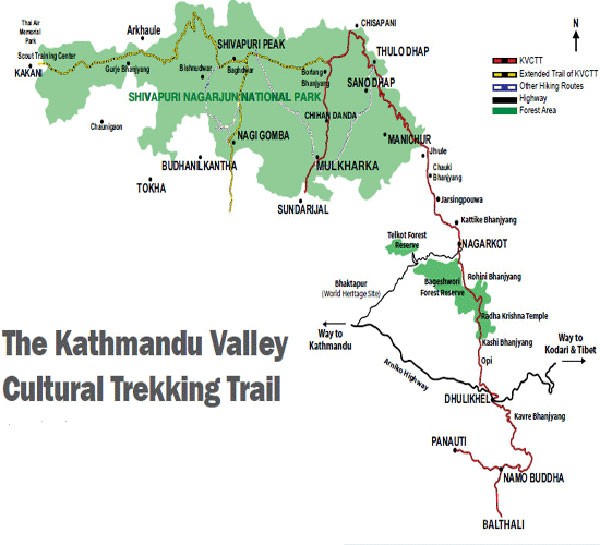 Thai Air
Memorial
Park
Scout Training Center
KAKANI
Arkhaule
Gurje Bhanjyang
Bishnudwar
SHIVAPURI PEAK
Baghdwar
Borlang
Bhanjyang
CHISAPANI
THULO DHAP
SANO DHAP
SHIVAPURI NAGARJUN NATIONAL PARK
Chaunigaon
CHIHAN DANDA
NAGI GOMBA
MANICHUR
BUDHANILKANTHA
MULKHARKA
TOKHA
SUNDARIJAL
Jhule
Chauki
Bhanjyang
Jarsingpouwa
Kattike Bhanjyang
N
KVCTT
Extended Trail of KVCTT
Other Hiking Routes
Highway
Forest Area
Telkot Forest
Reserve
NAGARKOT
Bhaktapur
(World Heritage Site)
Bageshwori
Forest Reserve
Rohini Bhanjyang
Radha Krishna Temple
Way to
Kathmandu
Kashi Bhanjyang
Opi
Way to
Kodari & Tibet
The Kathmandu Valley
Cultural Trekking Trail
Arniko Highway
DHULIKHEL
Kavre Bhanjyang
PANAUTI
NAMO BUDDHA
BALTHALI